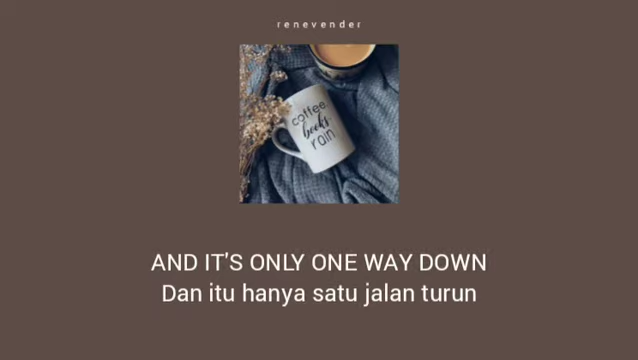 renevender
coffee
books
rain
AND IT'S ONLY ONE WAY DOWN
Dan itu hanya satu jalan turun